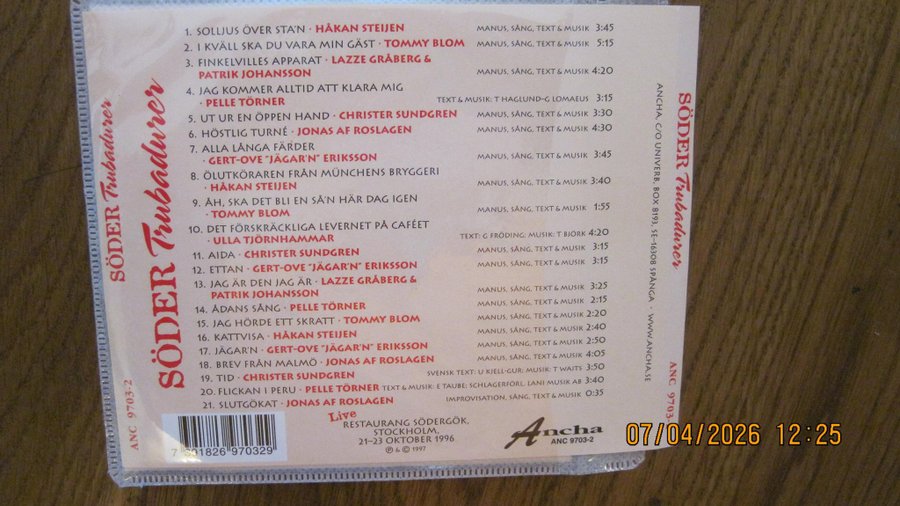 1. SOLLJUS ÖVER STA'N · HÅKAN STEIJEN MANUS, SÅNG, TEXT & MUSIK 3:45
2. I KVÄLL SKA DU VARA MIN GÄST · TOMMY BLOM MANUS, SÅNG, TEXT & MUSIK 5:15
3. FINKELVILLES APPARAT · LAZZE GRÅBERG &
PATRIK JOHANSSON MANUS, SÅNG, TEXT & MUSIK 4:20
4. JAG KOMMER ALLTID ATT KLARA MIG
· PELLE TÖRNER TEXT & MUSIK: T HAGLUND-G LOMAEUS 3:15
5. UT UR EN ÖPPEN HAND · CHRISTER SUNDGREN MANUS, SÅNG, TEXT & MUSIK 3:30
6. HÖSTLIG TURNÉ · JONAS AF ROSLAGEN MANUS, SÅNG, TEXT & MUSIK 4:30
7. ALLA LÅNGA FÄRDER
· GERT-OVE "JÄGAR'N" ERIKSSON MANUS, SÅNG, TEXT & MUSIK 3:45
8. ÖLUTKÖRAREN FRÅN MÜNCHENS BRYGGERI
· HÅKAN STEIJEN MANUS, SÅNG, TEXT & MUSIK 3:40
9. ÅH, SKA DET BLI EN SÅ'N HÄR DAG IGEN
· TOMMY BLOM MANUS, SÅNG, TEXT & MUSIK 1:55
10. DET FÖRSKRÄCKLIGA LEVERNET PÅ CAFÉET
· ULLA TJÖRNHAMMAR TEXT: G FRÖDING; MUSIK: T BJÖRK 4:20
11. AIDA · CHRISTER SUNDGREN MANUS, SÅNG, TEXT & MUSIK 3:15
12. ETTAN · GERT-OVE "JÄGAR'N" ERIKSSON MANUS, SÅNG, TEXT & MUSIK 3:15
13. JAG ÄR DEN JAG ÄR · LAZZE GRÅBERG &
PATRIK JOHANSSON MANUS, SÅNG, TEXT & MUSIK 3:25
14. ÅDANS SÅNG · PELLE TÖRNER MANUS, SÅNG, TEXT & MUSIK 2:15
15. JAG HÖRDE ETT SKRATT · TOMMY BLOM MANUS, SÅNG, TEXT & MUSIK 2:20
16. KATTVISA · HÅKAN STEIJEN MANUS, SÅNG, TEXT & MUSIK 2:40
17. JÄGAR'N · GERT-OVE "JÄGAR'N" ERIKSSON MANUS, SÅNG, TEXT & MUSIK 2:50
18. BREV FRÅN MALMÖ · JONAS AF ROSLAGEN MANUS, SÅNG, TEXT & MUSIK 4:05
19. TID · CHRISTER SUNDGREN SVENSK TEXT: U KJELL-GUR; MUSIK: T WAITS 3:50
20. FLICKAN I PERU · PELLE TÖRNER TEXT & MUSIK: E TAUBE; SCHLAGERFÖRL. (AN) MUSIK AB 3:40
21. SLUTGÖKAT · JONAS AF ROSLAGEN IMPROVISATION, SÅNG, TEXT & MUSIK 0:35
Live
RESTAURANG SÖDERGÖK,
STOCKHOLM,
21-23 OKTOBER 1996
℗ & © 1997
Ancha
ANC 9703-2
7 391826 970329
SÖDER Trubadurer
SÖDER Trubadurer
ANC 9703-2
SÖDER Trubadurer
ANC 9703-
ANCHA, C/O UNIVERB, BOX 8193, SE-16308 SPÅNGA · WWW.ANCHA.SE
07/04/2026 12:25